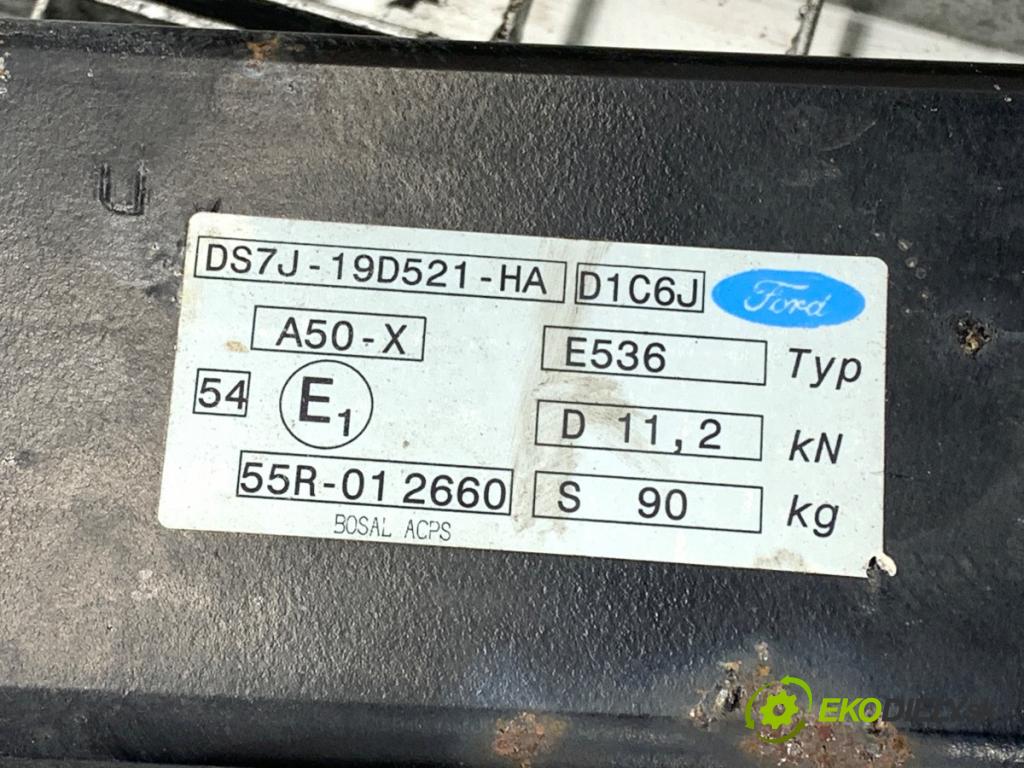 U
DS7J-19D521-HA D1C6J Ford
A50-X E536 Typ
54 E1 D 11,2 kN
55R-01 2660 S 90 kg
BOSAL ACPS
EKODIELY.SK